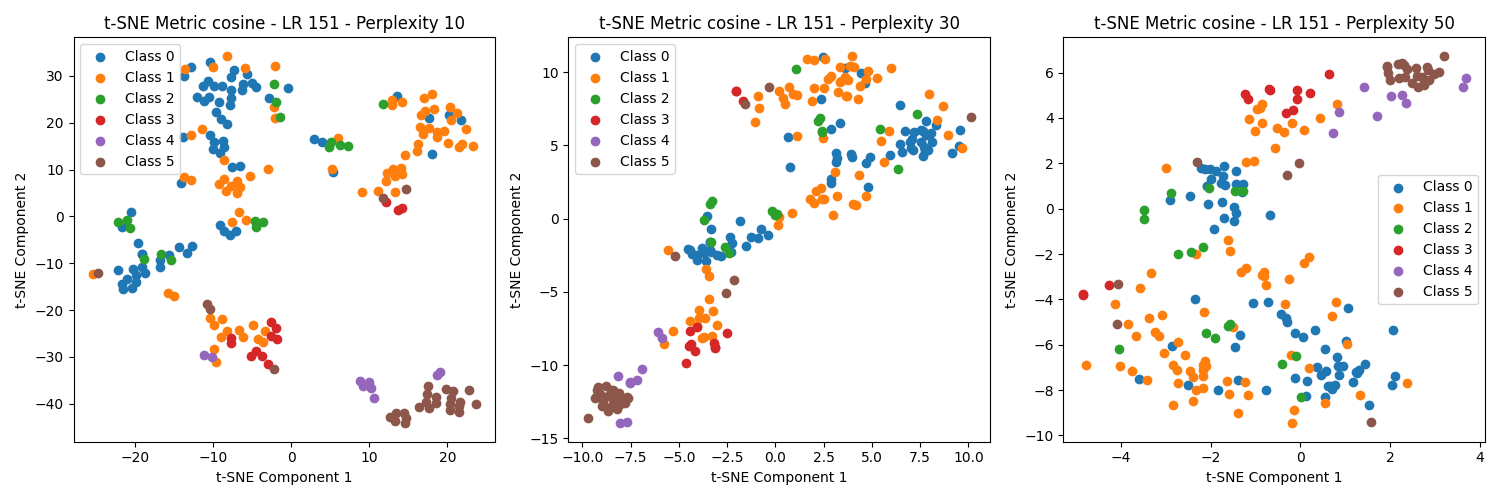 t-SNE Metric cosine - LR 151 - Perplexity 10
Class 0
Class 1
Class 2
Class 3
Class 4
Class 5
30
20
10
0
−10
−20
−30
−40
t-SNE Component 2
−20
−10
0
10
20
t-SNE Component 1
t-SNE Metric cosine - LR 151 - Perplexity 30
Class 0
Class 1
Class 2
Class 3
Class 4
Class 5
10
5
0
−5
−10
−15
t-SNE Component 2
−10.0
−7.5
−5.0
−2.5
0.0
2.5
5.0
7.5
10.0
t-SNE Component 1
t-SNE Metric cosine - LR 151 - Perplexity 50
Class 0
Class 1
Class 2
Class 3
Class 4
Class 5
6
4
2
0
−2
−4
−6
−8
−10
t-SNE Component 2
−4
−2
0
2
4
t-SNE Component 1